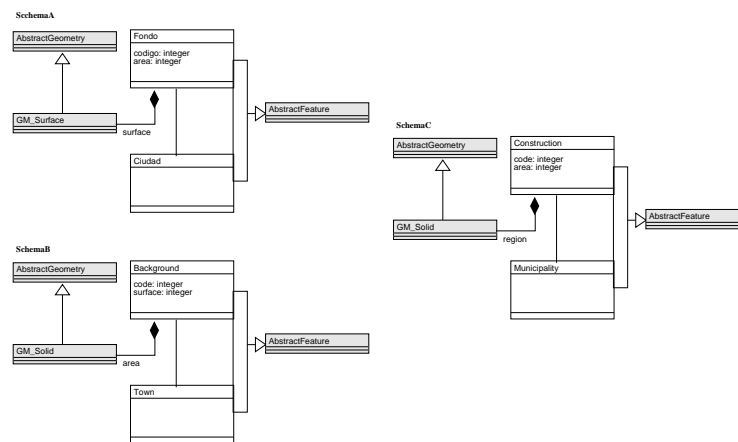 ScchemaA
AbstractGeometry
Fondo
codigo: integer
area: integer
AbstractFeature
GM_Surface
surface
Ciudad
SchemaB
AbstractGeometry
Background
code: integer
surface: integer
AbstractFeature
GM_Solid
area
Town
SchemaC
AbstractGeometry
Construction
code: integer
area: integer
AbstractFeature
GM_Solid
region
Municipality